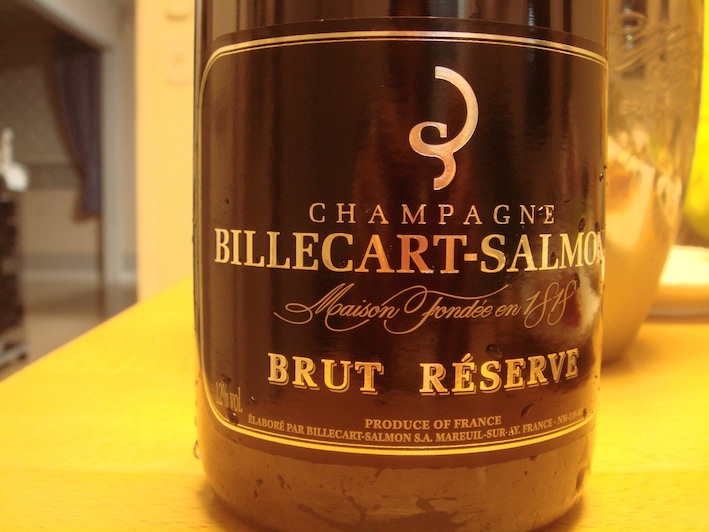 CHAMPAGNE
BILLECART-SALMON
Maison Fondée en 1818
BRUT RÉSERVE
12% vol.
PRODUCE OF FRANCE
ÉLABORÉ PAR BILLECART-SALMON S.A. MAREUIL-SUR-AY. FRANCE -